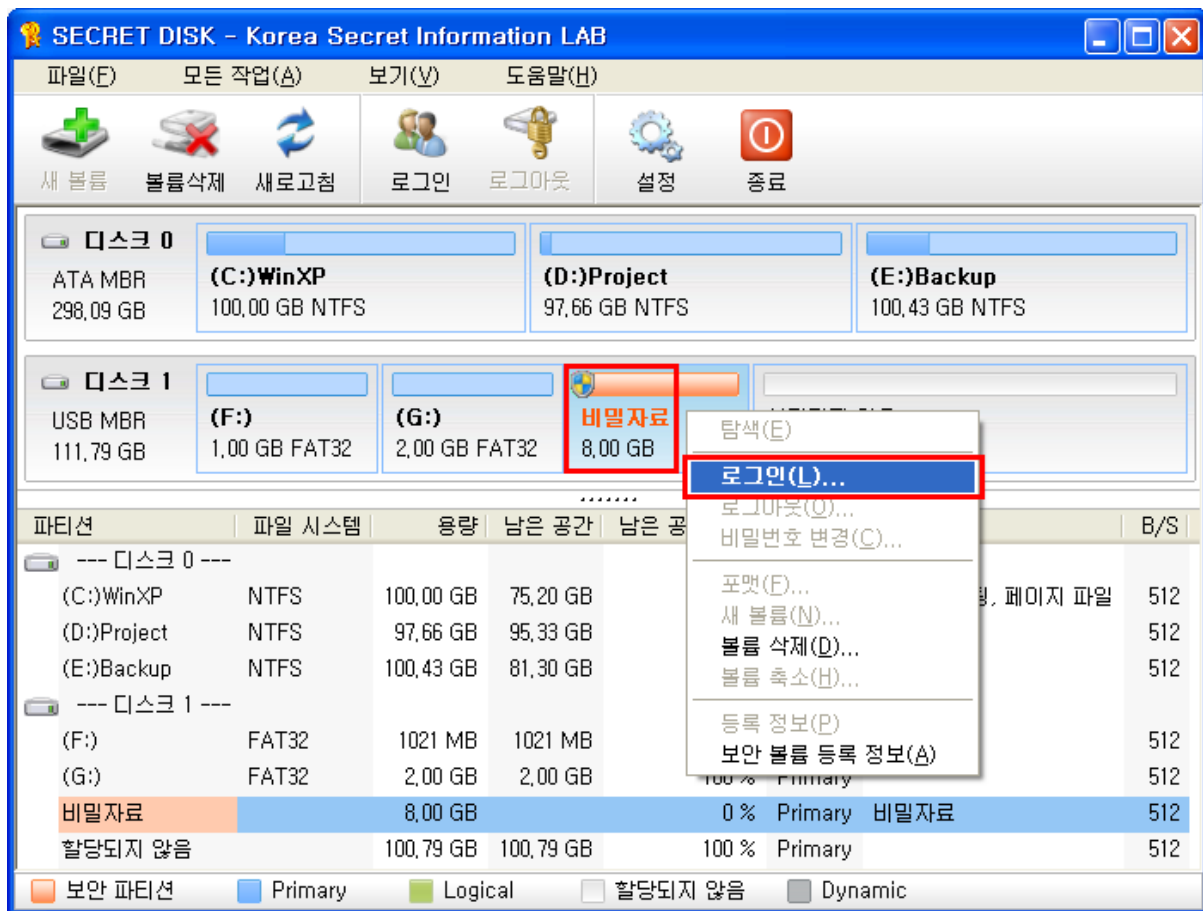 SECRET DISK - Korea Secret Information LAB
파일(F) 모든 작업(A) 보기(V) 도움말(H)
새 볼륨 볼륨삭제 새로고침 로그인 로그아웃 설정 종료
디스크 0
ATA MBR
298,09 GB
(C:)WinXP
100,00 GB NTFS
(D:)Project
97,66 GB NTFS
(E:)Backup
100,43 GB NTFS
디스크 1
USB MBR
111,79 GB
(F:)
1,00 GB FAT32
(G:)
2,00 GB FAT32
비밀자료
8,00 GB
탐색(E)
로그인(L)...
로그아웃(O)...
비밀번호 변경(C)...
포맷(F)...
새 볼륨(N)...
볼륨 삭제(D)...
볼륨 축소(H)...
등록 정보(P)
보안 볼륨 등록 정보(A)
파티션 파일 시스템 용량 남은 공간 남은 B/S
--- 디스크 0 ---
(C:)WinXP NTFS 100,00 GB 75,20 GB 페이지 파일 512
(D:)Project NTFS 97,66 GB 95,33 GB 512
(E:)Backup NTFS 100,43 GB 81,30 GB 512
--- 디스크 1 ---
(F:) FAT32 1021 MB 1021 MB 512
(G:) FAT32 2,00 GB 2,00 GB 100 % Primary 512
비밀자료 8,00 GB 0 % Primary 비밀자료 512
할당되지 않음 100,79 GB 100,79 GB 100 % Primary 512
보안 파티션 Primary Logical 할당되지 않음 Dynamic